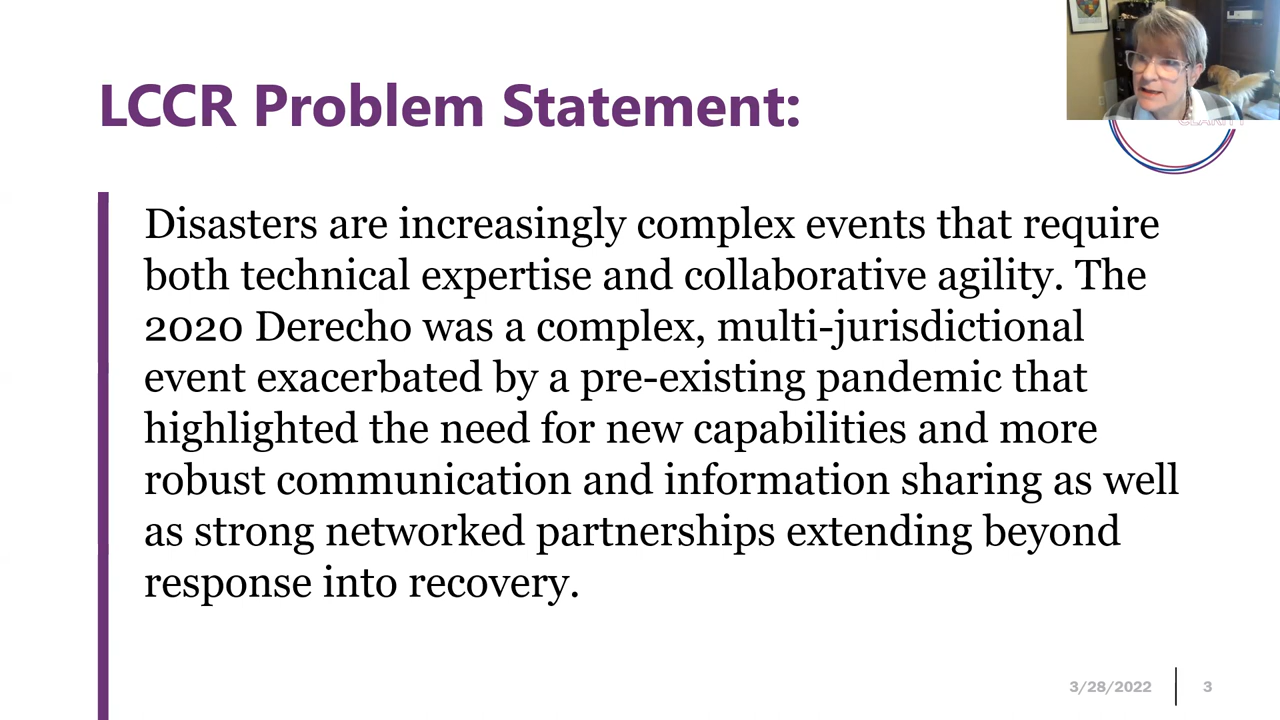 LCCR Problem Statement:
CLARITY
Disasters are increasingly complex events that require
both technical expertise and collaborative agility. The
2020 Derecho was a complex, multi-jurisdictional
event exacerbated by a pre-existing pandemic that
highlighted the need for new capabilities and more
robust communication and information sharing as well
as strong networked partnerships extending beyond
response into recovery.
3/28/2022
3